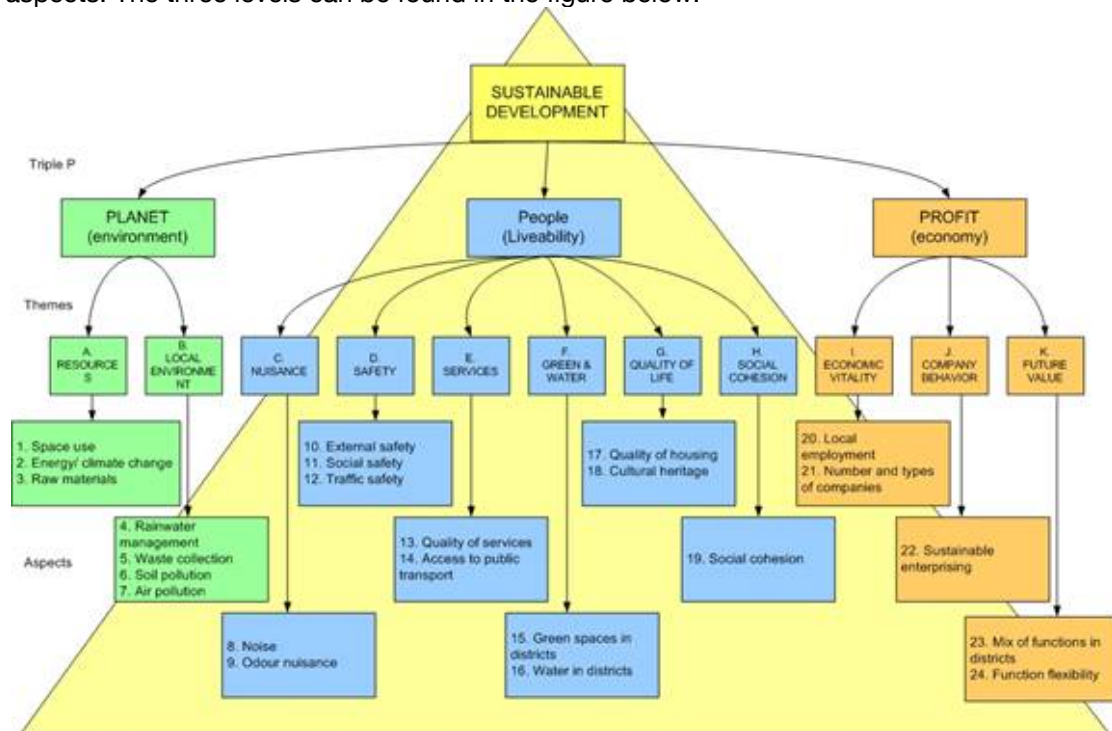 aspects. The three levels can be found in the figure below.
SUSTAINABLE
DEVELOPMENT
Triple P
PLANET
(environment)
People
(Liveability)
PROFIT
(economy)
Themes
A.
RESOURCE
S
B.
LOCAL
ENVIRONME
NT
C.
NUISANCE
D.
SAFETY
E.
SERVICES
F.
GREEN &
WATER
G.
QUALITY OF
LIFE
H.
SOCIAL
COHESION
I.
ECONOMIC
VITALITY
J.
COMPANY
BEHAVIOR
K.
FUTURE
VALUE
1. Space use
2. Energy/ climate change
3. Raw materials
10. External safety
11. Social safety
12. Traffic safety
17. Quality of housing
18. Cultural heritage
20. Local
employment
21. Number and types
of companies
Aspects
4. Rainwater
management
5. Waste collection
6. Soil pollution
7. Air pollution
13. Quality of services
14. Access to public
transport
19. Social cohesion
22. Sustainable
enterprising
8. Noise
9. Odour nuisance
15. Green spaces in
districts
16. Water in districts
23. Mix of functions in
districts
24. Function flexibility